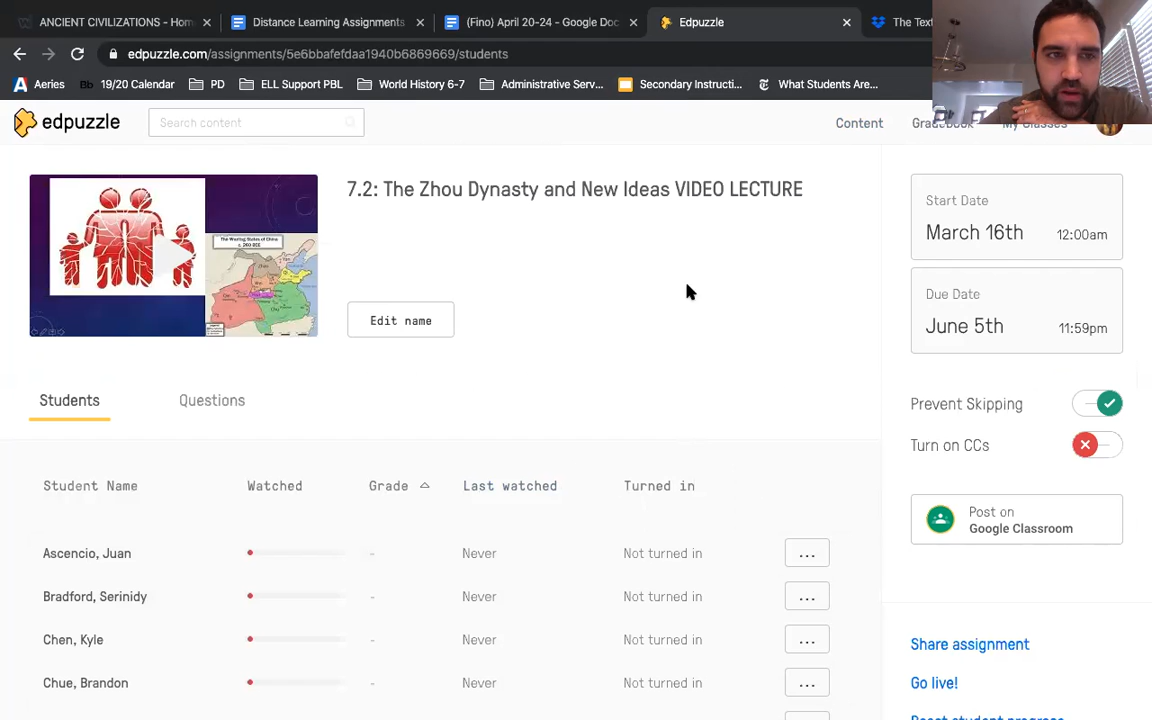 ANCIENT CIVILIZATIONS - Hom
Distance Learning Assignments
(Fino) April 20-24 - Google Doc
Edpuzzle
The Text
edpuzzle.com/assignments/5e6bbafefdaa1940b6869669/students
Aeries
Bb 19/20 Calendar
PD
ELL Support PBL
World History 6-7
Administrative Serv...
Secondary Instructi...
What Students Are...
edpuzzle
Search content
Content
Gradebook
My Classes
7.2: The Zhou Dynasty and New Ideas VIDEO LECTURE
The Warring States of China
Edit name
Start Date
March 16th 12:00am
Due Date
June 5th 11:59pm
Students
Questions
Prevent Skipping
Turn on CCs
Post on
Google Classroom
Student Name Watched Grade Last watched Turned in
Ascencio, Juan - Never Not turned in ...
Bradford, Serinidy - Never Not turned in ...
Chen, Kyle - Never Not turned in ...
Chue, Brandon - Never Not turned in ...
Share assignment
Go live!
Reset student progress